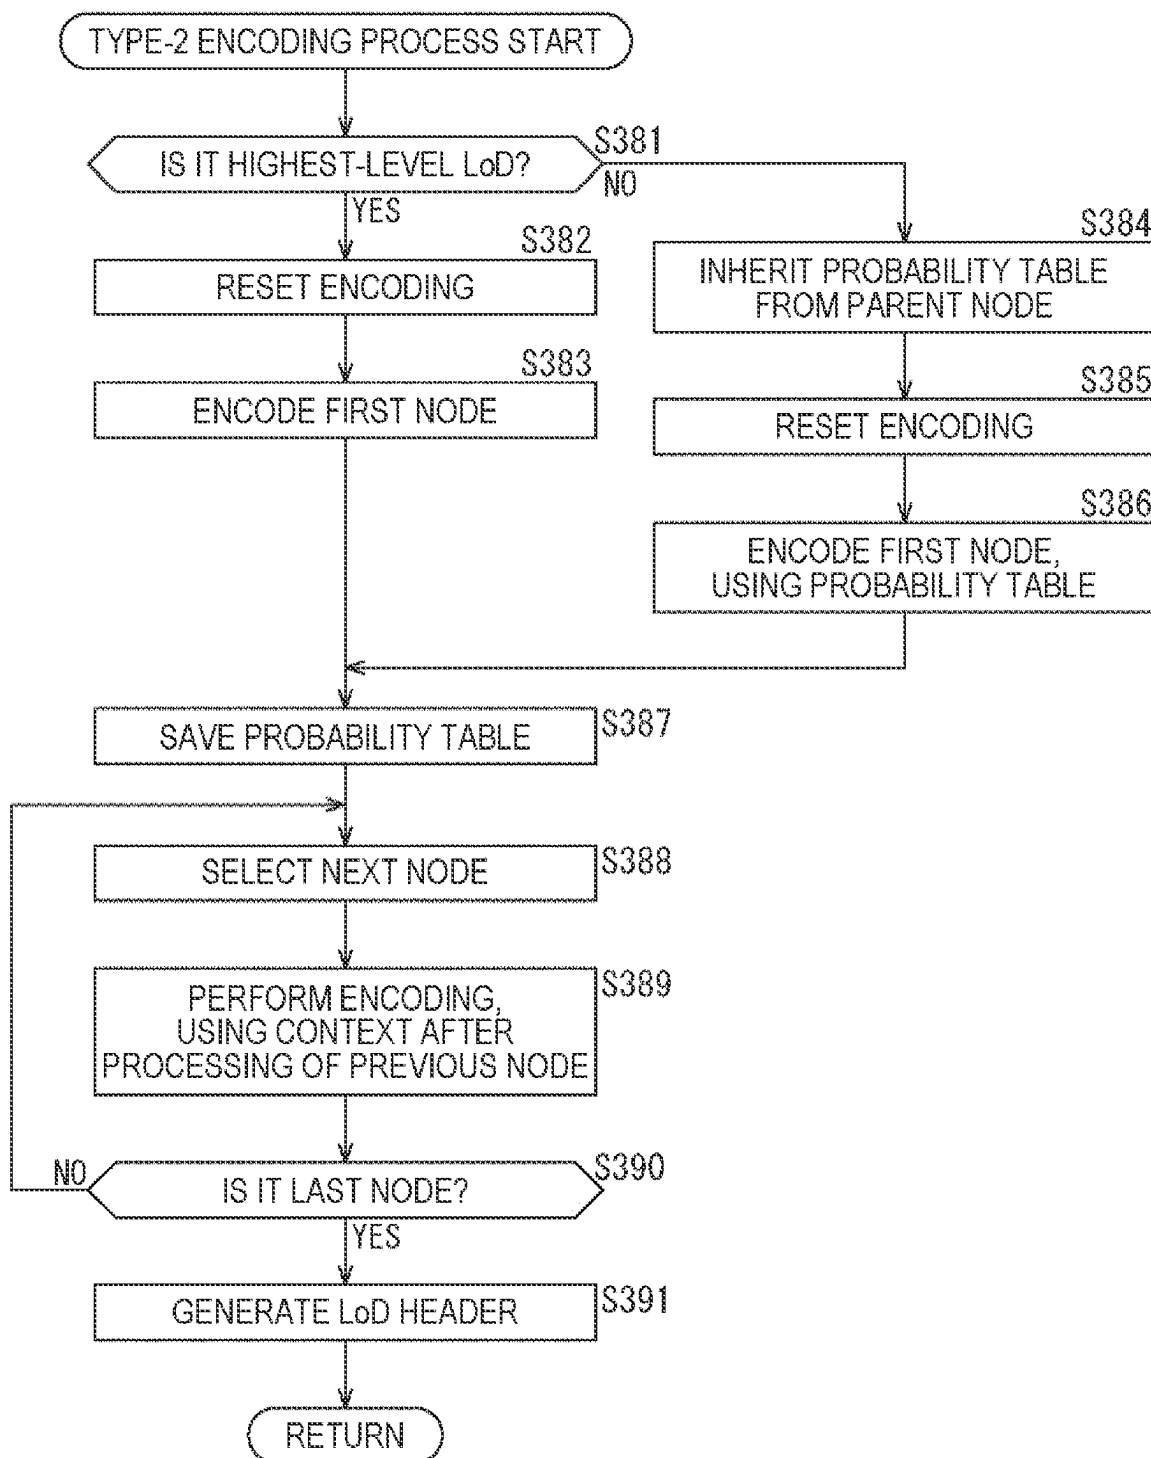 TYPE-2 ENCODING PROCESS START
S381
IS IT HIGHEST-LEVEL LoD?
NO
YES
S382
RESET ENCODING
S383
ENCODE FIRST NODE
S384
INHERIT PROBABILITY TABLE
FROM PARENT NODE
S385
RESET ENCODING
S386
ENCODE FIRST NODE,
USING PROBABILITY TABLE
SAVE PROBABILITY TABLE
S387
SELECT NEXT NODE
S388
PERFORM ENCODING,
USING CONTEXT AFTER
PROCESSING OF PREVIOUS NODE
S389
NO
IS IT LAST NODE?
S390
YES
GENERATE LoD HEADER
S391
RETURN